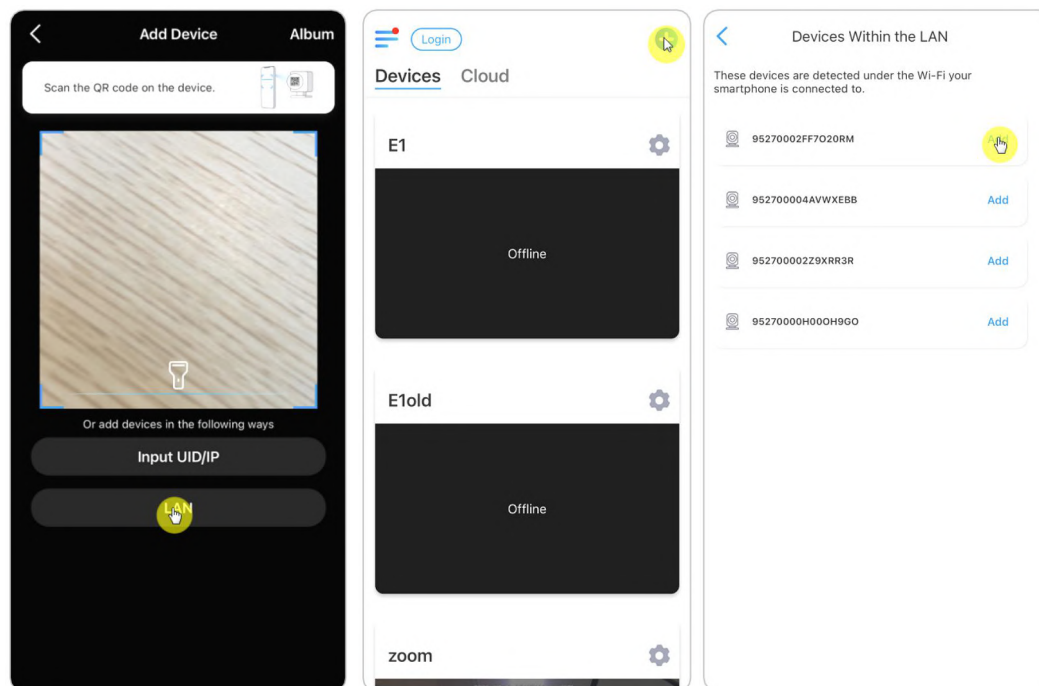 Add Device
Album
Scan the QR code on the device.
Or add devices in the following ways
Input UID/IP
LAN
Login
Devices Cloud
E1
Offline
E1old
Offline
zoom
Devices Within the LAN
These devices are detected under the Wi-Fi your
smartphone is connected to.
95270002FF7O20RM
Add
952700004AVWXEBB
Add
952700002Z9XRR3R
Add
95270000H00OH9GO
Add